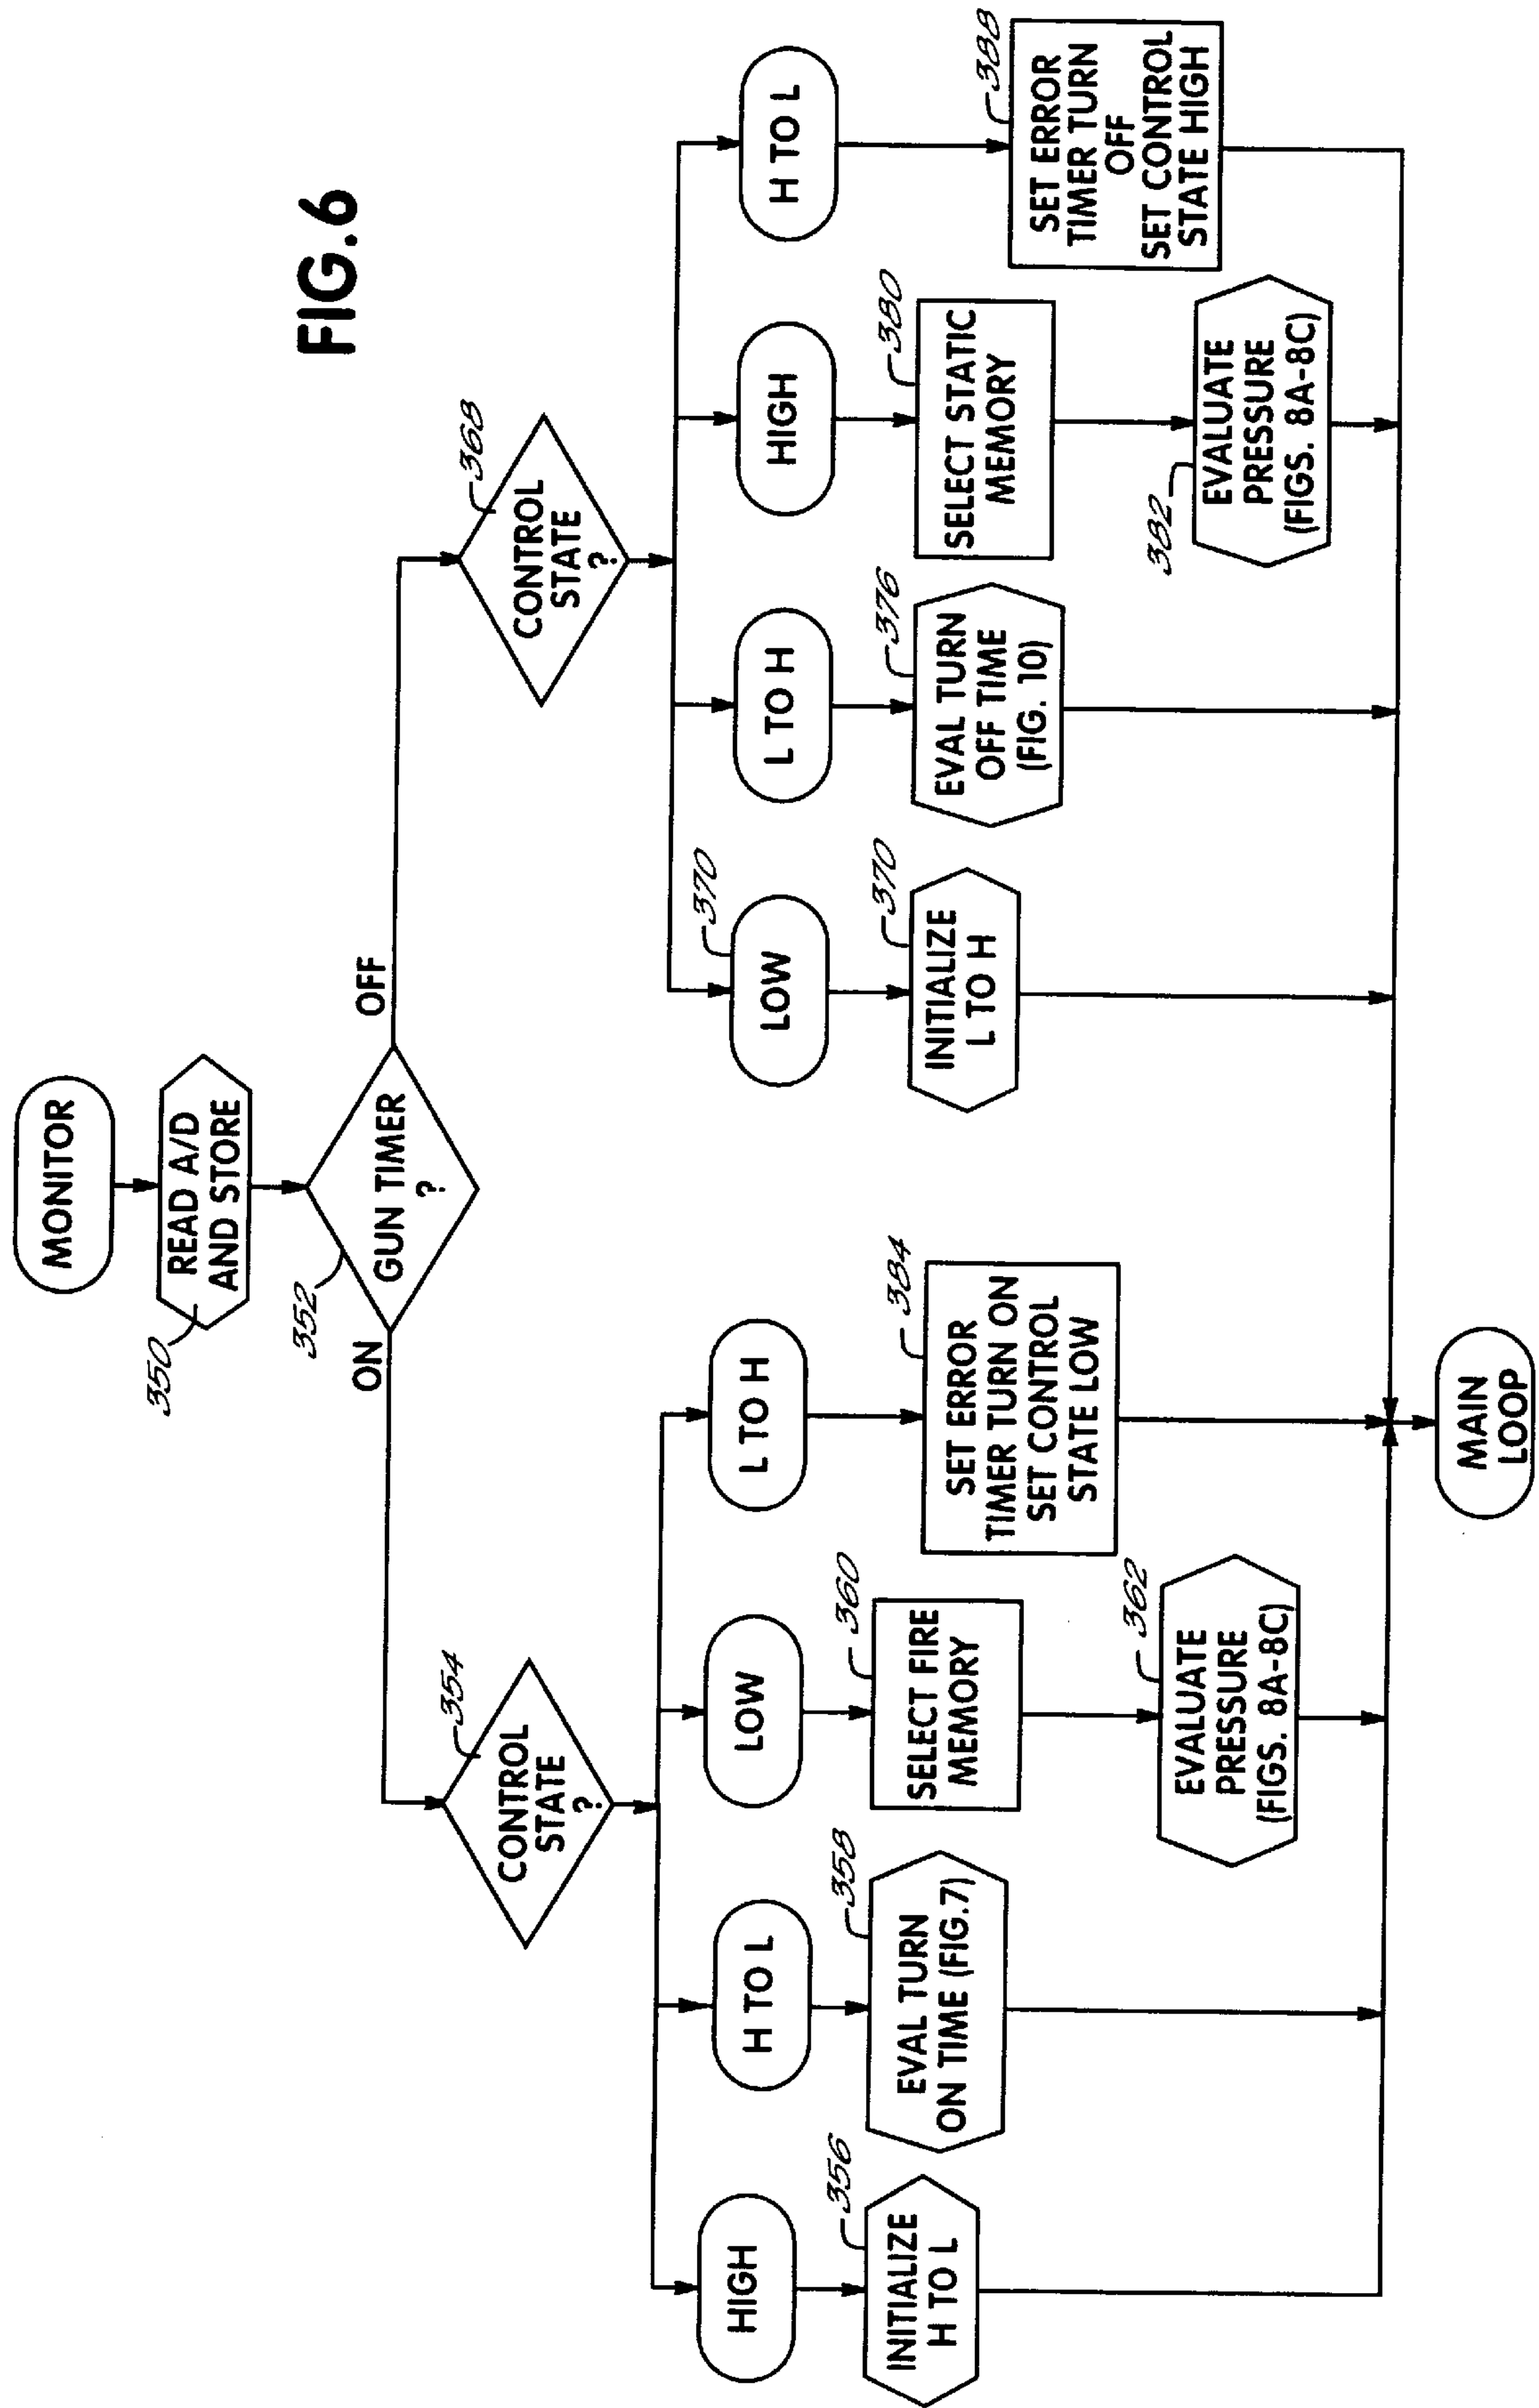 FIG.6
MONITOR
350
READ A/D
AND STORE
352
GUN TIMER
?
ON
OFF
354
CONTROL
STATE
?
HIGH
356
INITIALIZE
H TO L
H TO L
358
EVAL TURN
ON TIME (FIG.7)
LOW
360
SELECT FIRE
MEMORY
362
EVALUATE
PRESSURE
(FIGS. 8A-8C)
L TO H
384
SET ERROR
TIMER TURN ON
SET CONTROL
STATE LOW
368
CONTROL
STATE
?
370
LOW
370
INITIALIZE
L TO H
L TO H
376
EVAL TURN
OFF TIME
(FIG. 10)
HIGH
380
SELECT STATIC
MEMORY
382
EVALUATE
PRESSURE
(FIGS. 8A-8C)
H TO L
388
SET ERROR
TIMER TURN
OFF
SET CONTROL
STATE HIGH
MAIN
LOOP